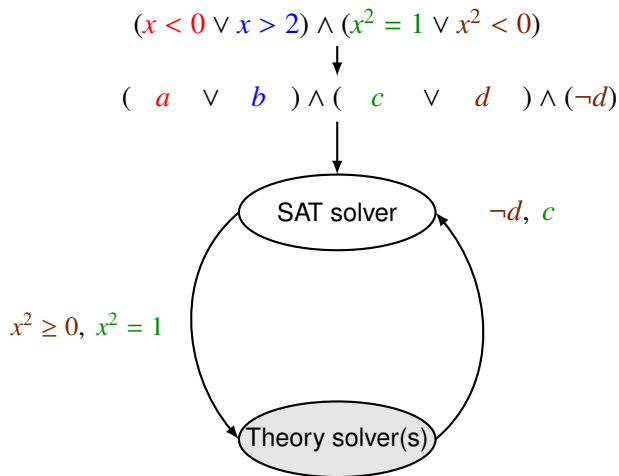 (x < 0 ∨ x > 2) ∧ (x² = 1 ∨ x² < 0)
( a ∨ b ) ∧ ( c ∨ d ) ∧ (¬d)
SAT solver
¬d, c
x² ≥ 0, x² = 1
Theory solver(s)